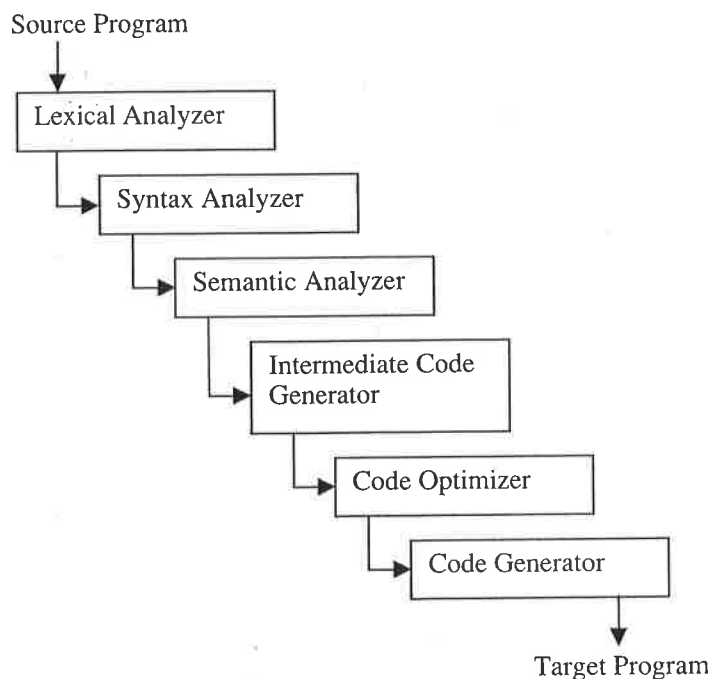 Source Program
Lexical Analyzer
Syntax Analyzer
Semantic Analyzer
Intermediate Code
Generator
Code Optimizer
Code Generator
Target Program